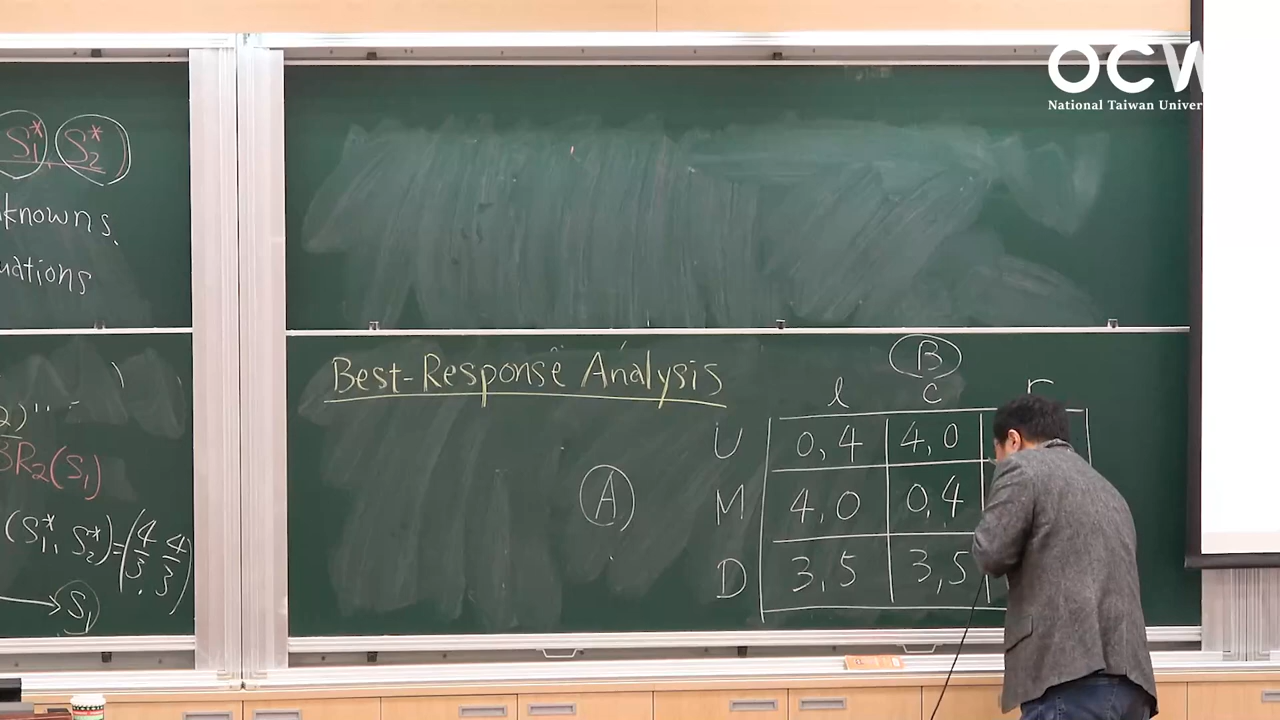 OCW
National Taiwan Univer
S₁*, S₂*
knowns.
uations
2)"
BR₂(S₁)
(S₁*, S₂*)=(4/3, 4/3)
S₁
Best-Response Analysis
B
l c r
U 0,4 4,0
A
M 4,0 0,4
D 3,5 3,5